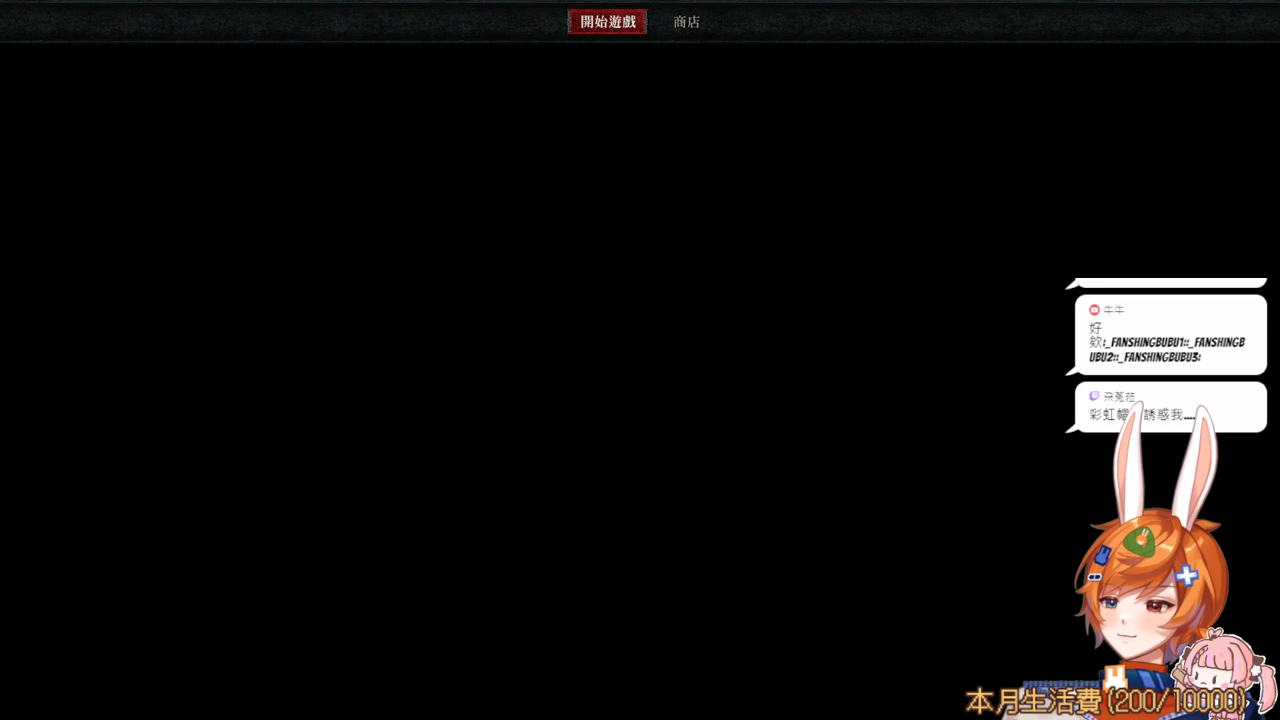 開始遊戲 商店
牛牛
好
欸:_FANSHINGBUBU1::_FANSHINGB
UBU2::_FANSHINGBUBU3:
彩虹帽 誘惑我....
本月生活費(200/10000)